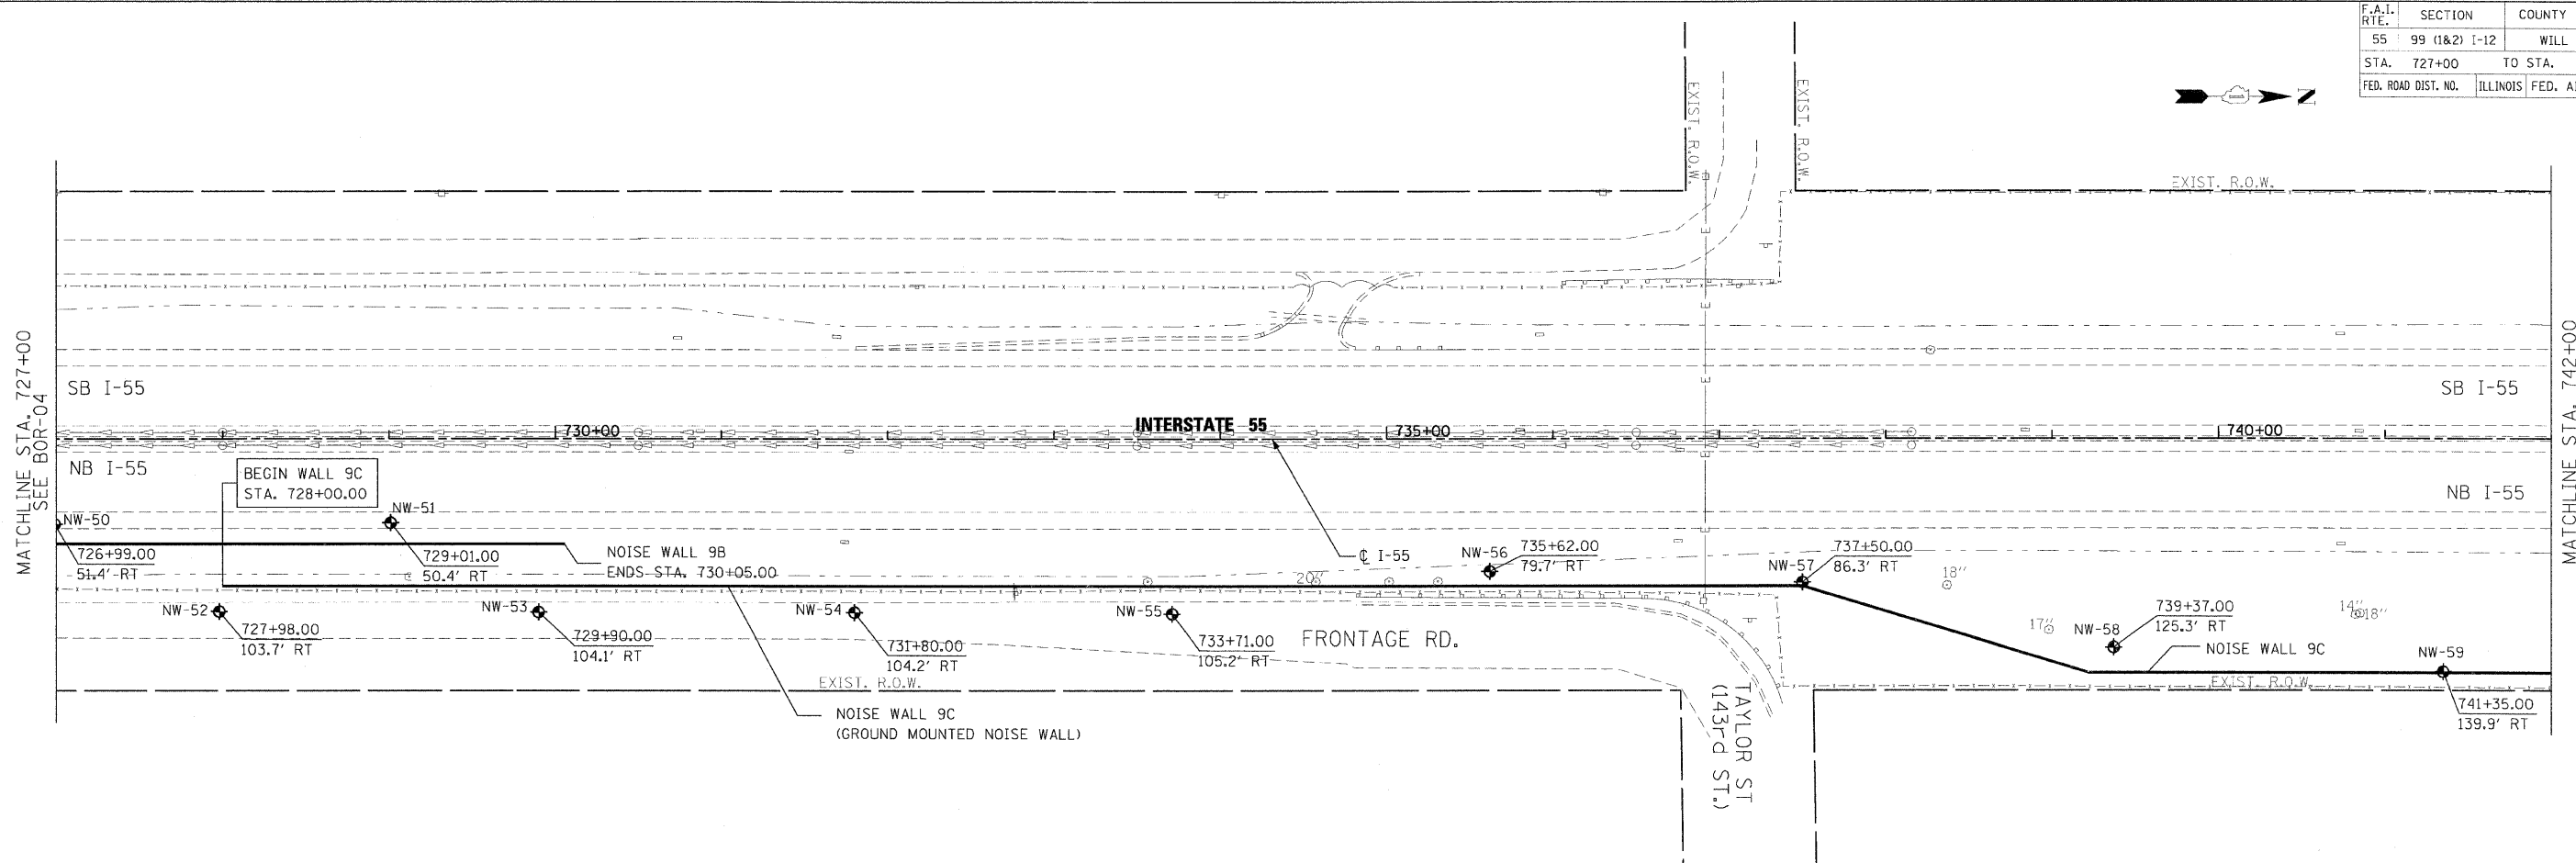 F.A.I. RTE. SECTION COUNTY
55 99 (1&2) I-12 WILL
STA. 727+00 TO STA.
FED. ROAD DIST. NO. ILLINOIS FED.
N
EXIST. R.O.W.
EXIST. R.O.W.
EXIST. R.O.W.
MATCHLINE STA. 727+00
SEE BOR-04
MATCHLINE STA. 742+00
SB I-55
SB I-55
INTERSTATE 55
730+00
735+00
740+00
NB I-55
NB I-55
BEGIN WALL 9C
STA. 728+00.00
NW-50
726+99.00
51.4' RT
NW-51
729+01.00
50.4' RT
NOISE WALL 9B
ENDS STA. 730+05.00
℄ I-55
NW-56
735+62.00
79.7' RT
NW-57
737+50.00
86.3' RT
20"
18"
17"
14"
18"
NW-52
727+98.00
103.7' RT
NW-53
729+90.00
104.1' RT
NW-54
731+80.00
104.2' RT
NW-55
733+71.00
105.2' RT
FRONTAGE RD.
NW-58
739+37.00
125.3' RT
NOISE WALL 9C
NW-59
741+35.00
139.9' RT
EXIST. R.O.W.
EXIST. R.O.W.
NOISE WALL 9C
(GROUND MOUNTED NOISE WALL)
TAYLOR ST
(143rd ST.)